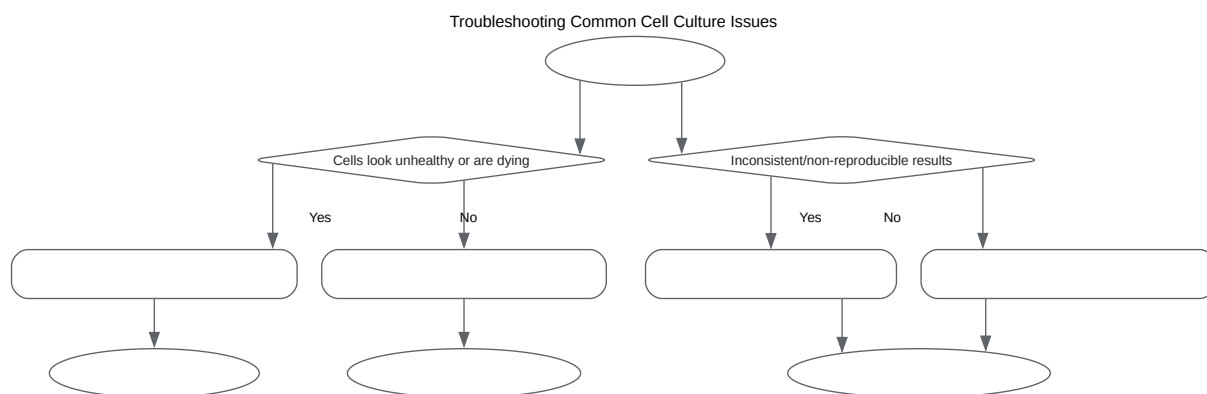 Troubleshooting Common Cell Culture Issues
Cells look unhealthy or are dying
Inconsistent/non-reproducible results
Yes
No
Yes
No